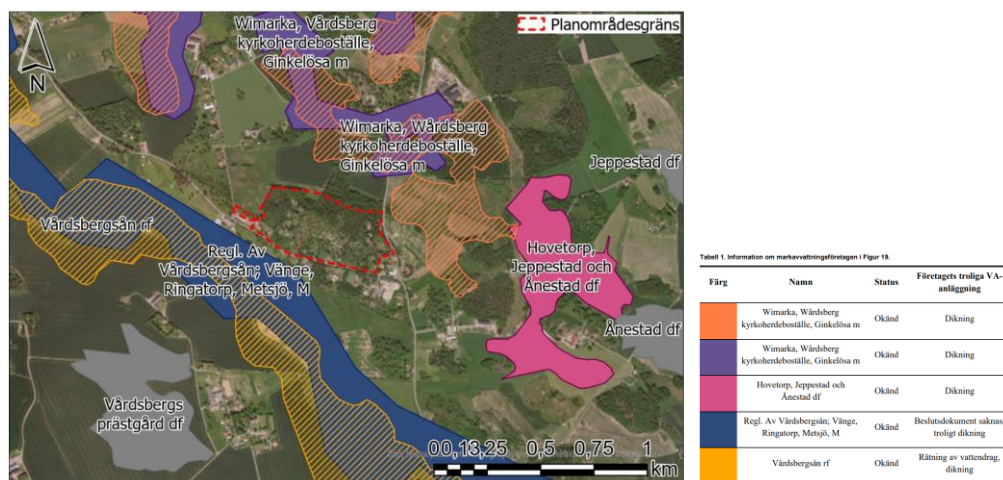 Planområdesgräns
N
Wimarka, Vårdsberg
kyrkoherdeboställe,
Ginkelösa m
Wimarka, Wårdsberg
kyrkoherdeboställe,
Ginkelösa m
Jeppestad df
Vårdsbergsån rf
Regl. Av
Vårdsbergsån; Vänge,
Ringatorp, Metsjö, M
Hovetorp,
Jeppestad och
Ånestad df
Ånestad df
Vårdsbergs
prästgård df
00,13,25 0,5 0,75 1
km
Tabell 1. Information om markavvattningsföretagen i Figur 19.
Färg Namn Status Företagets troliga VA-
anläggning
Wimarka, Wårdsberg
kyrkoherdeboställe, Ginkelösa m Okänd Dikning
Wimarka, Wårdsberg
kyrkoherdeboställe, Ginkelösa m Okänd Dikning
Hovetorp, Jeppestad och
Ånestad df Okänd Dikning
Regl. Av Vårdsbergsån; Vänge,
Ringatorp, Metsjö, M Okänd Beslutsdokument saknas,
troligt dikning
Vårdsbergsån rf Okänd Rätning av vattendrag,
dikning